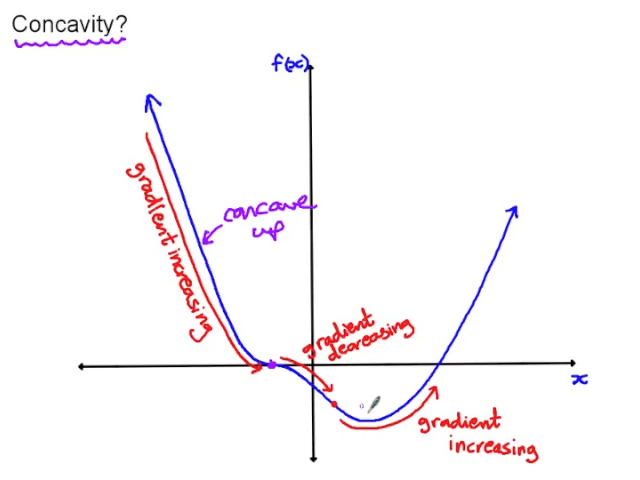 Concavity?
f(x)
gradient increasing
concave
up
gradient
decreasing
x
gradient
increasing